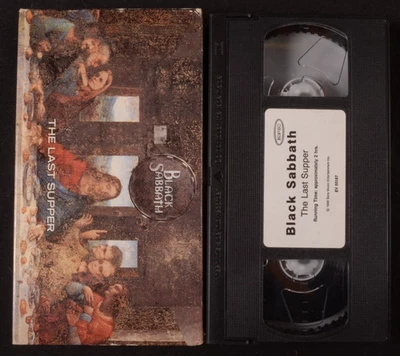 THE LAST SUPPER
BLACK
SABBATH
Black Sabbath
The Last Supper
Running Time: approximately 2 hrs.